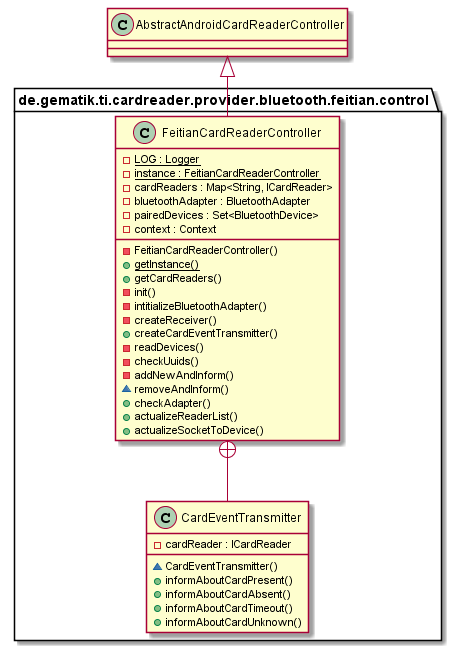 C AbstractAndroidCardReaderController
de.gematik.ti.cardreader.provider.bluetooth.feitian.control
C FeitianCardReaderController
LOG : Logger
instance : FeitianCardReaderController
cardReaders : Map<String, ICardReader>
bluetoothAdapter : BluetoothAdapter
pairedDevices : Set<BluetoothDevice>
context : Context
FeitianCardReaderController()
getInstance()
getCardReaders()
init()
intitializeBluetoothAdapter()
createReceiver()
createCardEventTransmitter()
readDevices()
checkUuids()
addNewAndInform()
removeAndInform()
checkAdapter()
actualizeReaderList()
actualizeSocketToDevice()
C CardEventTransmitter
cardReader : ICardReader
CardEventTransmitter()
informAboutCardPresent()
informAboutCardAbsent()
informAboutCardTimeout()
informAboutCardUnknown()